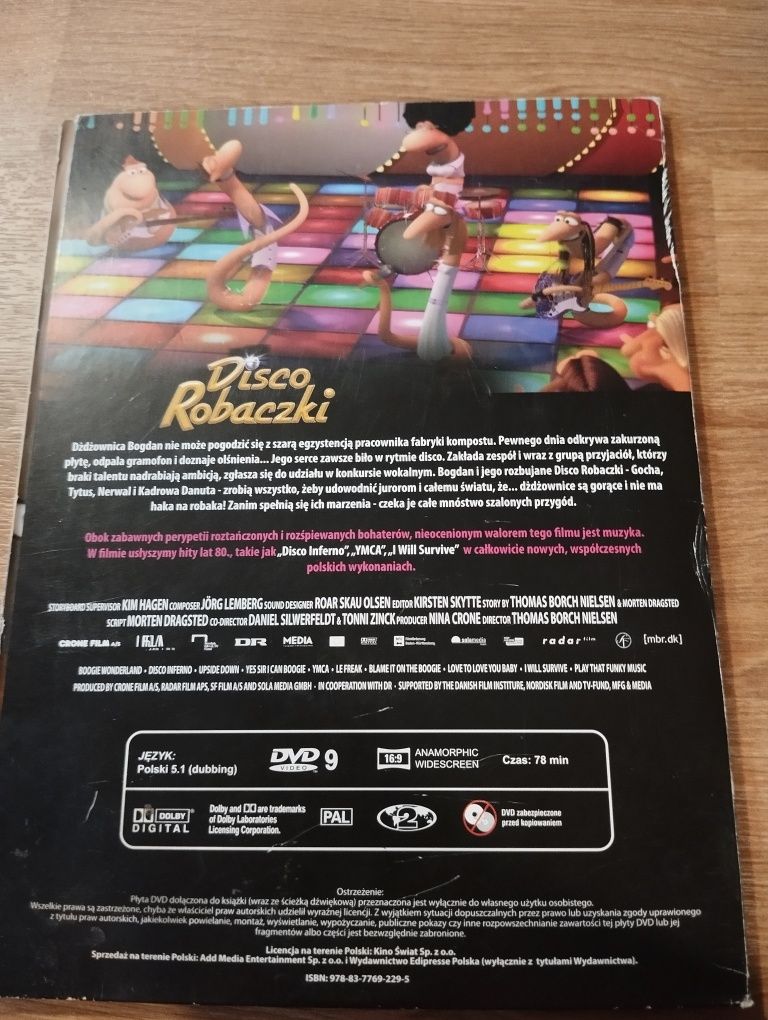 Disco
Robaczki
Dżdżownica Bogdan nie może pogodzić się z szarą egzystencją pracownika fabryki kompostu. Pewnego dnia odkrywa zakurzoną
płytę, odpala gramofon i doznaje olśnienia... Jego serce zawsze biło w rytmie disco. Zakłada zespół i wraz z grupą przyjaciół, którzy
braki talentu nadrabiają ambicją, zgłasza się do udziału w konkursie wokalnym. Bogdan i jego rozbujane Disco Robaczki - Gocha,
Tytus, Nerwal i Kadrowa Danuta - zrobią wszystko, żeby udowodnić jurorom i całemu światu, że... dżdżownice są gorące i nie ma
haka na robaka! Zanim spełnią się ich marzenia - czeka je całe mnóstwo szalonych przygód.
Obok zabawnych perypetii roztańczonych i rozśpiewanych bohaterów, nieocenionym walorem tego filmu jest muzyka.
W filmie usłyszymy hity lat 80., takie jak „Disco Inferno”, „YMCA”, „I Will Survive” w całkowicie nowych, współczesnych
polskich wykonaniach.
STORYBOARD SUPERVISOR KIM HAGEN COMPOSER JÖRG LEMBERG SOUND DESIGNER ROAR SKAU OLSEN EDITOR KIRSTEN SKYTTE STORY BY THOMAS BORCH NIELSEN & MORTEN DRAGSTED
SCRIPT MORTEN DRAGSTED CO-DIRECTOR DANIEL SILWERFELDT & TONNI ZINCK PRODUCER NINA CRONE DIRECTOR THOMAS BORCH NIELSEN
CRONE FILM A/S DR MEDIA solamedia radar film SF [mbr.dk]
BOOGIE WONDERLAND • DISCO INFERNO • UPSIDE DOWN • YES SIR I CAN BOOGIE • YMCA • LE FREAK • BLAME IT ON THE BOOGIE • LOVE TO LOVE YOU BABY • I WILL SURVIVE • PLAY THAT FUNKY MUSIC
PRODUCED BY CRONE FILM A/S, RADAR FILM APS, SF FILM A/S AND SOLA MEDIA GMBH • IN COOPERATION WITH DR • SUPPORTED BY THE DANISH FILM INSTITURE, NORDISK FILM AND TV-FUND, MFG & MEDIA
JĘZYK:
Polski 5.1 (dubbing)
DVD VIDEO 9
16:9 ANAMORPHIC
WIDESCREEN
Czas: 78 min
DOLBY
DIGITAL
Dolby and are trademarks
of Dolby Laboratories
Licensing Corporation.
PAL
2
DVD zabezpieczone
przed kopiowaniem
Ostrzeżenie:
Płyta DVD dołączona do książki (wraz ze ścieżką dźwiękową) przeznaczona jest wyłącznie do własnego użytku osobistego.
Wszelkie prawa są zastrzeżone, chyba że właściciel praw autorskich udzielił wyraźnej licencji. Z wyjątkiem sytuacji dopuszczalnych przez prawo lub uzyskania zgody uprawionego
z tytułu praw autorskich, jakiekolwiek powielanie, montaż, wyświetlanie, wypożyczanie, publiczne pokazy czy inne rozpowszechnianie zawartości tej płyty DVD lub jej
fragmentów albo części jest bezwzględnie zabronione.
Licencja na terenie Polski: Kino Świat Sp. z o.o.
Sprzedaż na terenie Polski: Add Media Entertainment Sp. z o.o. i Wydawnictwo Edipresse Polska (wyłącznie z tytułami Wydawnictwa).
ISBN: 978-83-7769-229-5